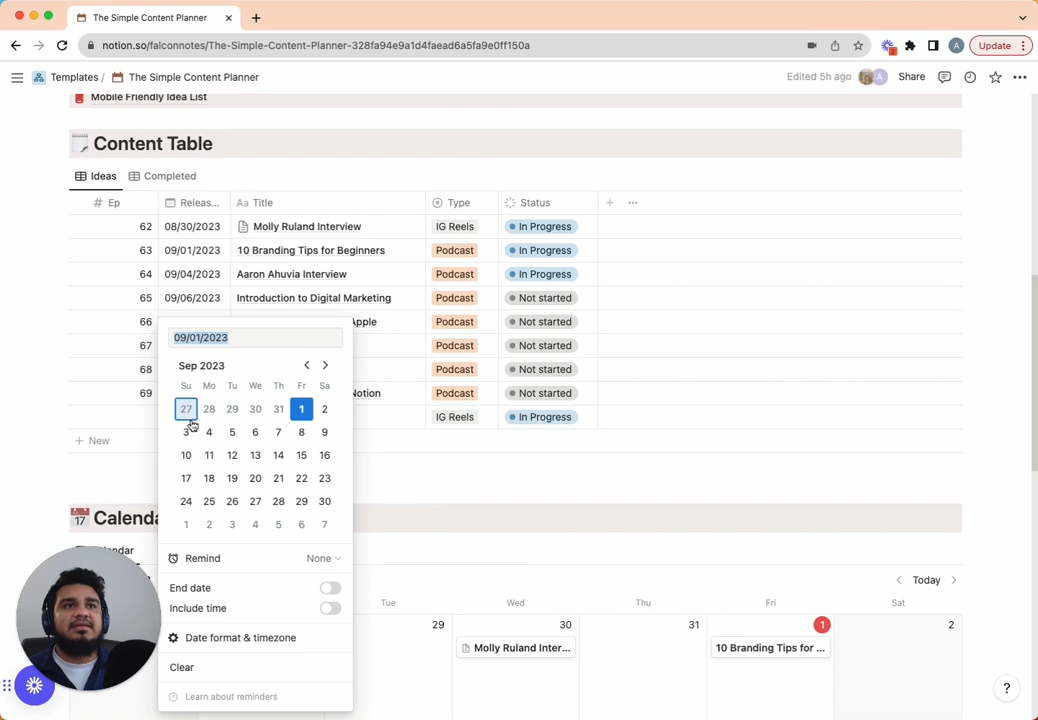 The Simple Content Planner
notion.so/falconnotes/The-Simple-Content-Planner-328fa94e9a1d4faead6a5fa9e0ff150a
A
Update
Templates /
The Simple Content Planner
Edited 5h ago
A
Share
Mobile Friendly Idea List
Content Table
Ideas
Completed
# Ep
Releas...
Aa Title
Type
Status
62 08/30/2023 Molly Ruland Interview IG Reels In Progress
63 09/01/2023 10 Branding Tips for Beginners Podcast In Progress
64 09/04/2023 Aaron Ahuvia Interview Podcast In Progress
65 09/06/2023 Introduction to Digital Marketing Podcast Not started
66 Apple Podcast Not started
67 Podcast Not started
68 Podcast Not started
69 Notion Podcast Not started
IG Reels In Progress
+ New
09/01/2023
Sep 2023
Su Mo Tu We Th Fr Sa
27 28 29 30 31 1 2
3 4 5 6 7 8 9
10 11 12 13 14 15 16
17 18 19 20 21 22 23
24 25 26 27 28 29 30
1 2 3 4 5 6 7
Remind None
End date
Include time
Date format & timezone
Clear
Learn about reminders
Today
Tue Wed Thu Fri Sat
29 30 31 1 2
Molly Ruland Inter...
10 Branding Tips for ...
?